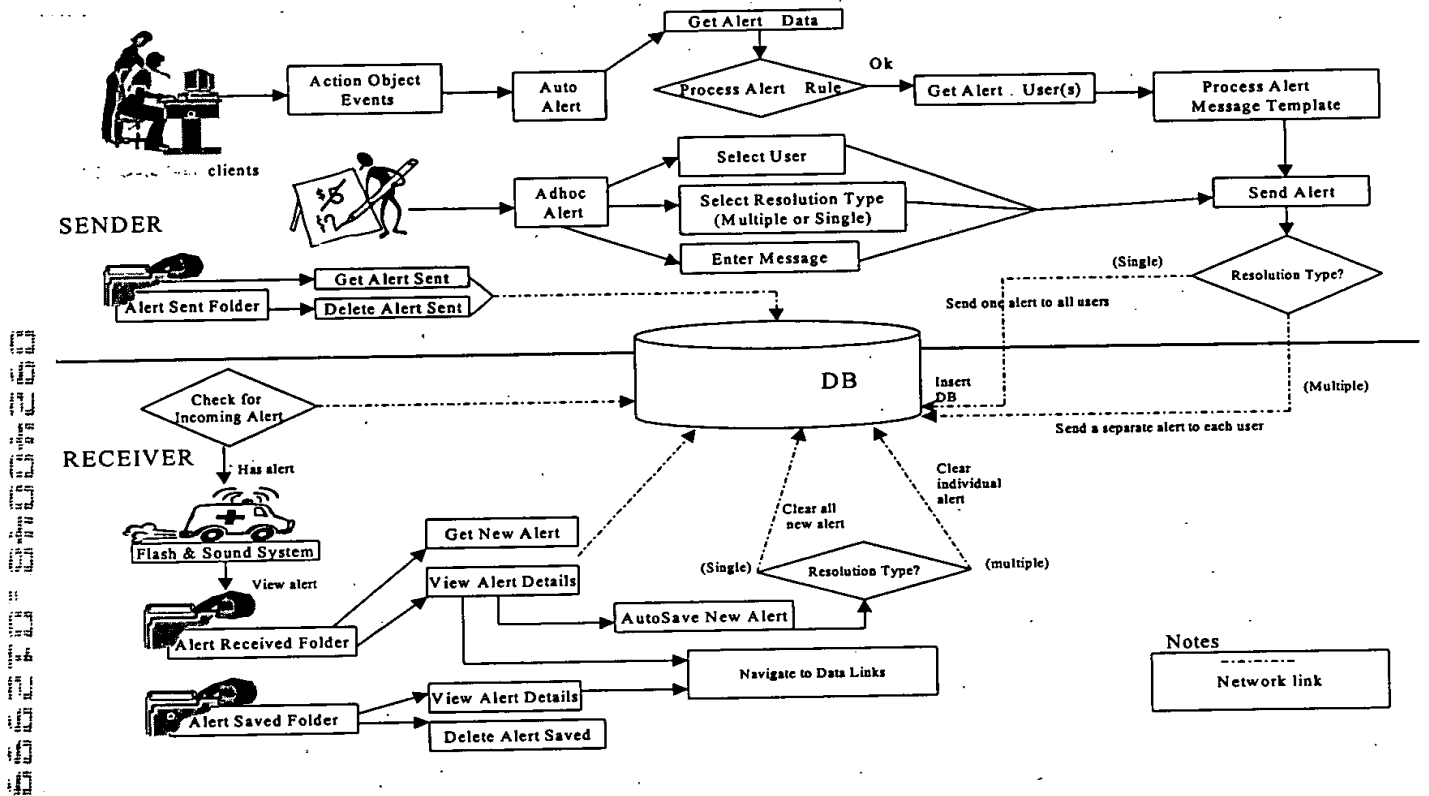 Get Alert Data
Action Object
Events
Auto
Alert
Process Alert Rule
Ok
Get Alert . User(s)
Process Alert
Message Template
clients
$5
$7
Adhoc
Alert
Select User
Select Resolution Type
(Multiple or Single)
Enter Message
Send Alert
SENDER
Resolution Type?
(Single)
(Multiple)
Send one alert to all users
Get Alert Sent
Alert Sent Folder
Delete Alert Sent
DB
Insert
DB
Send a separate alert to each user
Check for
Incoming Alert
RECEIVER
Has alert
Flash & Sound System
View alert
Get New Alert
View Alert Details
Alert Received Folder
AutoSave New Alert
Clear all
new alert
Clear
individual
alert
(Single)
Resolution Type?
(multiple)
Navigate to Data Links
View Alert Details
Alert Saved Folder
Delete Alert Saved
Notes
Network link